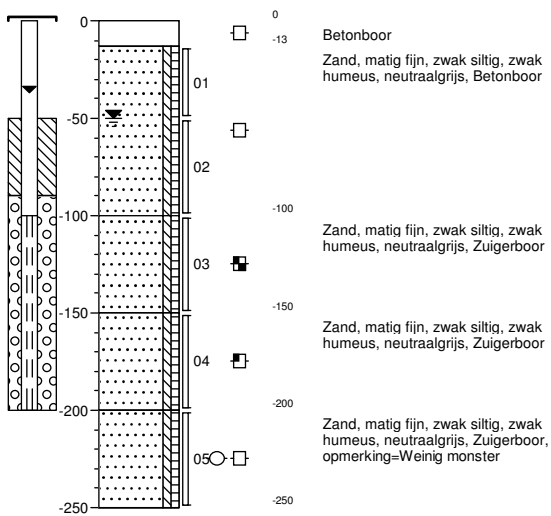 0
-50
-100
-150
-200
-250
01
02
03
04
05
0
-13
Betonboor
Zand, matig fijn, zwak siltig, zwak
humeus, neutraalgrijs, Betonboor
-100
Zand, matig fijn, zwak siltig, zwak
humeus, neutraalgrijs, Zuigerboor
-150
Zand, matig fijn, zwak siltig, zwak
humeus, neutraalgrijs, Zuigerboor
-200
Zand, matig fijn, zwak siltig, zwak
humeus, neutraalgrijs, Zuigerboor,
opmerking=Weinig monster
-250